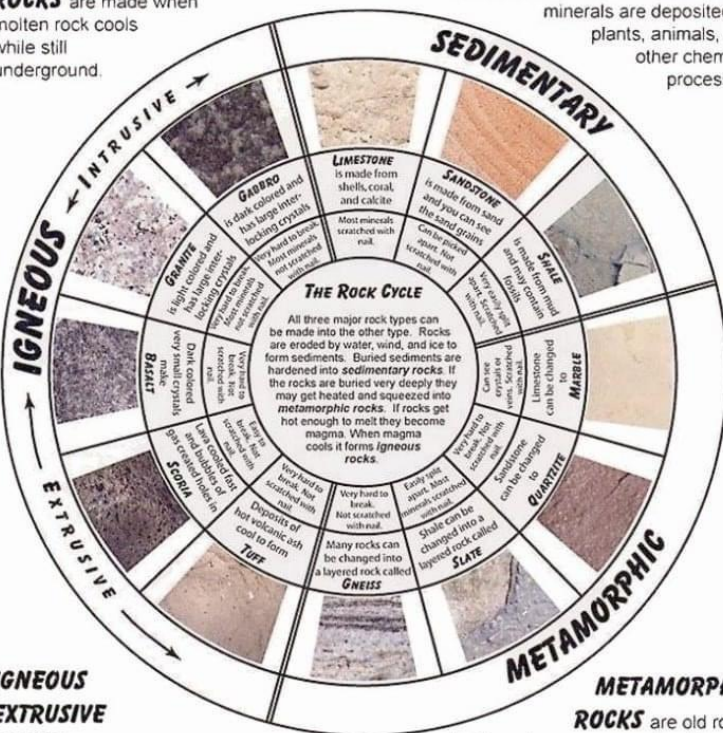 ROCKS are made when
molten rock cools
while still
underground.
minerals are deposited
plants, animals,
other chem
proces
SEDIMENTARY
LIMESTONE
is made from
shells, coral,
and calcite
Most minerals
scratched with
nail.
SANDSTONE
is made from sand
and you can see
the sand grains
Can be picked
apart. Not
scratched with
nail.
SHALE
is made from mud
and may contain
fossils
Very easily split
apart. Scratched
with nail.
METAMORPHIC
Limestone
can be changed
to
MARBLE
Can see
crystals or
veins. Scratched
with nail.
Sandstone
can be changed
to
QUARTZITE
Very hard to
break. Not
scratched with
nail.
Shale can be
changed into a
layered rock called
SLATE
Easily split
apart. Most
minerals scratched
with nail.
Many rocks can
be changed into
a layered rock called
GNEISS
Very hard to
break.
Not scratched
with nail.
IGNEOUS
← INTRUSIVE →
← EXTRUSIVE →
Deposits of
hot volcanic ash
cool to form
TUFF
Very hard to
break. Not
scratched with
nail.
Lava cooled fast
and bubbles of
gas created holes in
SCORIA
Easy to
break. Not
scratched with
nail.
Dark colored
very small crystals
make
BASALT
Very hard to
break. Not
scratched with
nail.
GRANITE
is light colored and
has large inter-
locking crystals
Very hard to break.
Most minerals
not scratched
with nail.
GABBRO
is dark colored and
has large inter-
locking crystals
Very hard to break.
Most minerals
not scratched
with nail.
THE ROCK CYCLE
All three major rock types can
be made into the other type. Rocks
are eroded by water, wind, and ice to
form sediments. Buried sediments are
hardened into sedimentary rocks. If
the rocks are buried very deeply they
may get heated and squeezed into
metamorphic rocks. If rocks get
hot enough to melt they become
magma. When magma
cools it forms igneous
rocks.
IGNEOUS
EXTRUSIVE
METAMORPH
ROCKS are old ro